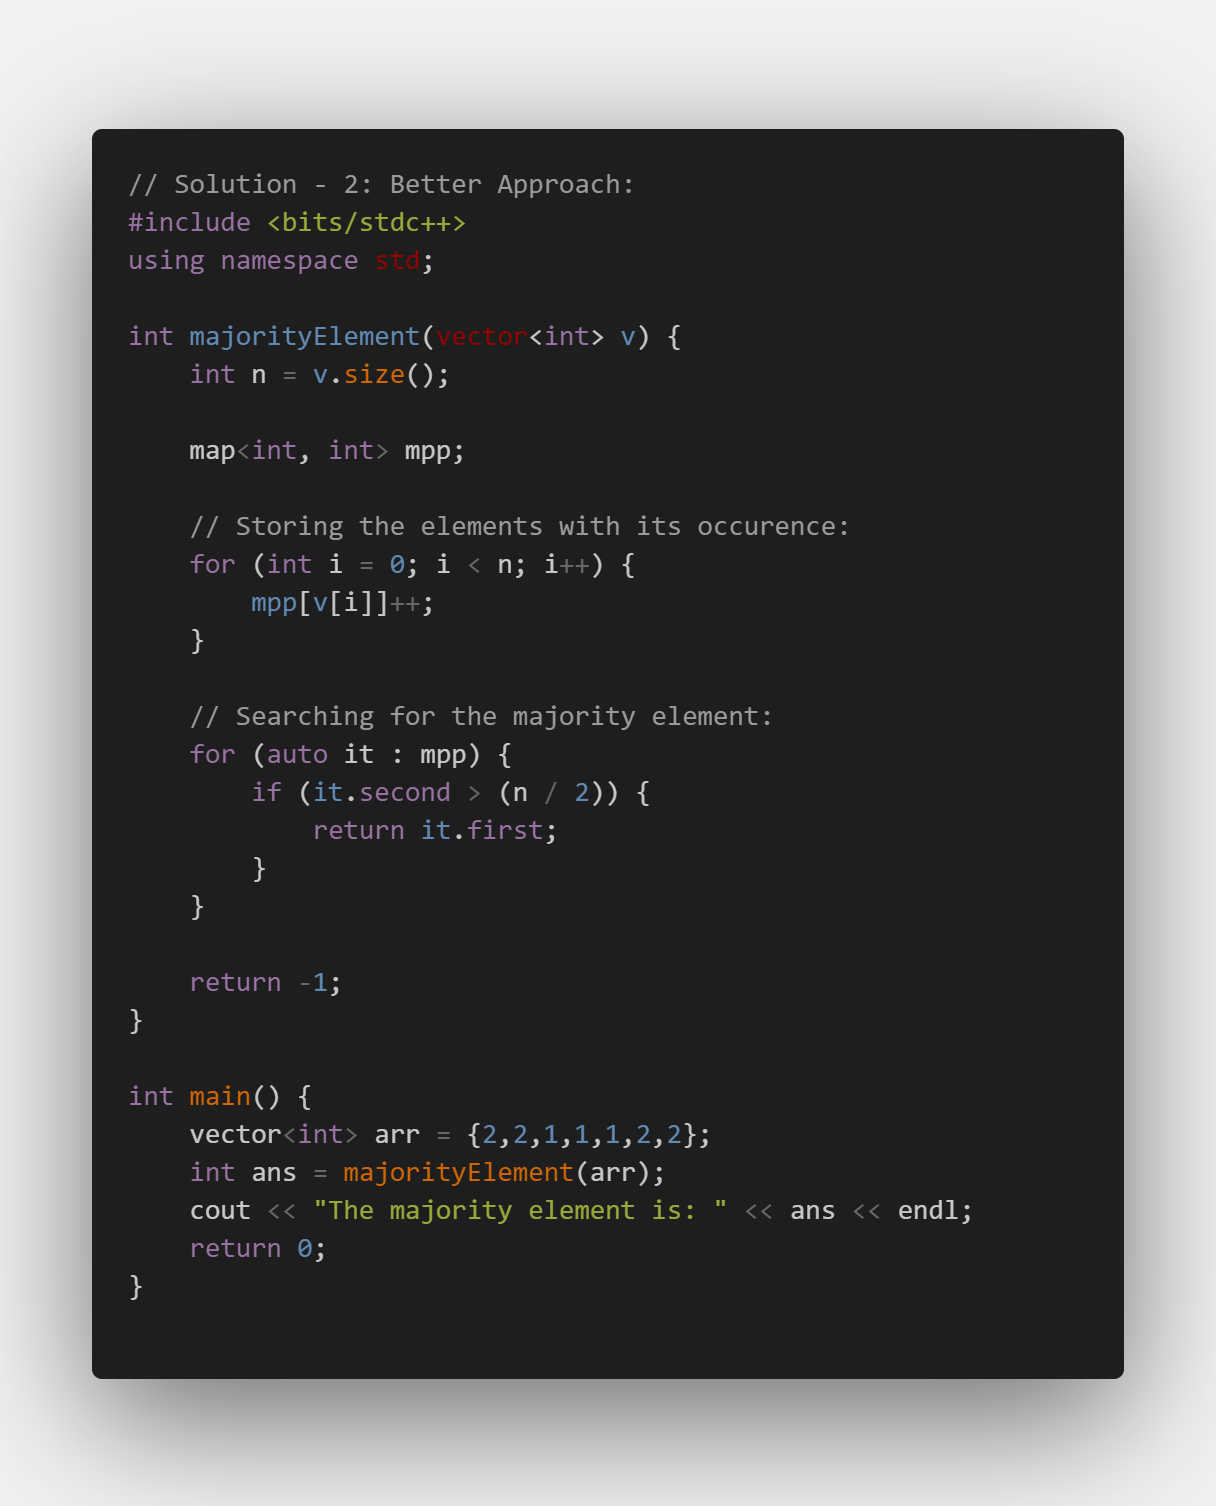 // Solution - 2: Better Approach:
#include <bits/stdc++>
using namespace std;

int majorityElement(vector<int> v) {
    int n = v.size();

    map<int, int> mpp;

    // Storing the elements with its occurence:
    for (int i = 0; i < n; i++) {
        mpp[v[i]]++;
    }

    // Searching for the majority element:
    for (auto it : mpp) {
        if (it.second > (n / 2)) {
            return it.first;
        }
    }

    return -1;
}

int main() {
    vector<int> arr = {2,2,1,1,1,2,2};
    int ans = majorityElement(arr);
    cout << "The majority element is: " << ans << endl;
    return 0;
}